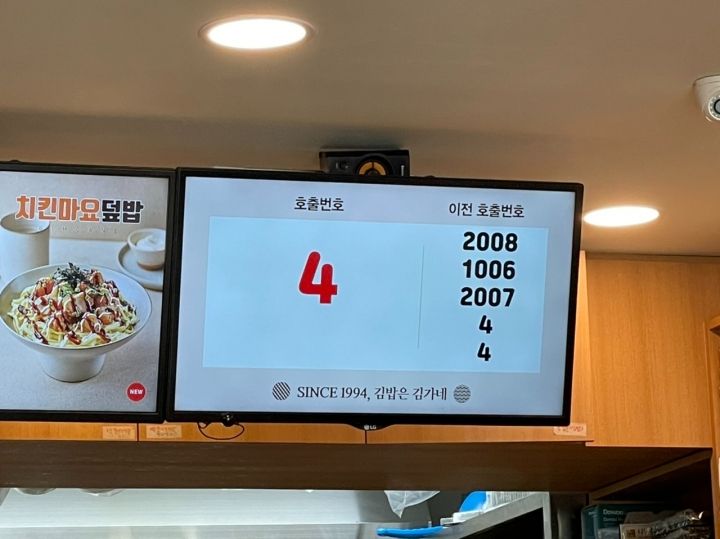 치킨마요덮밥
NEW
호출번호
4
이전 호출번호
2008
1006
2007
4
4
SINCE 1994, 김밥은 김가네
LG